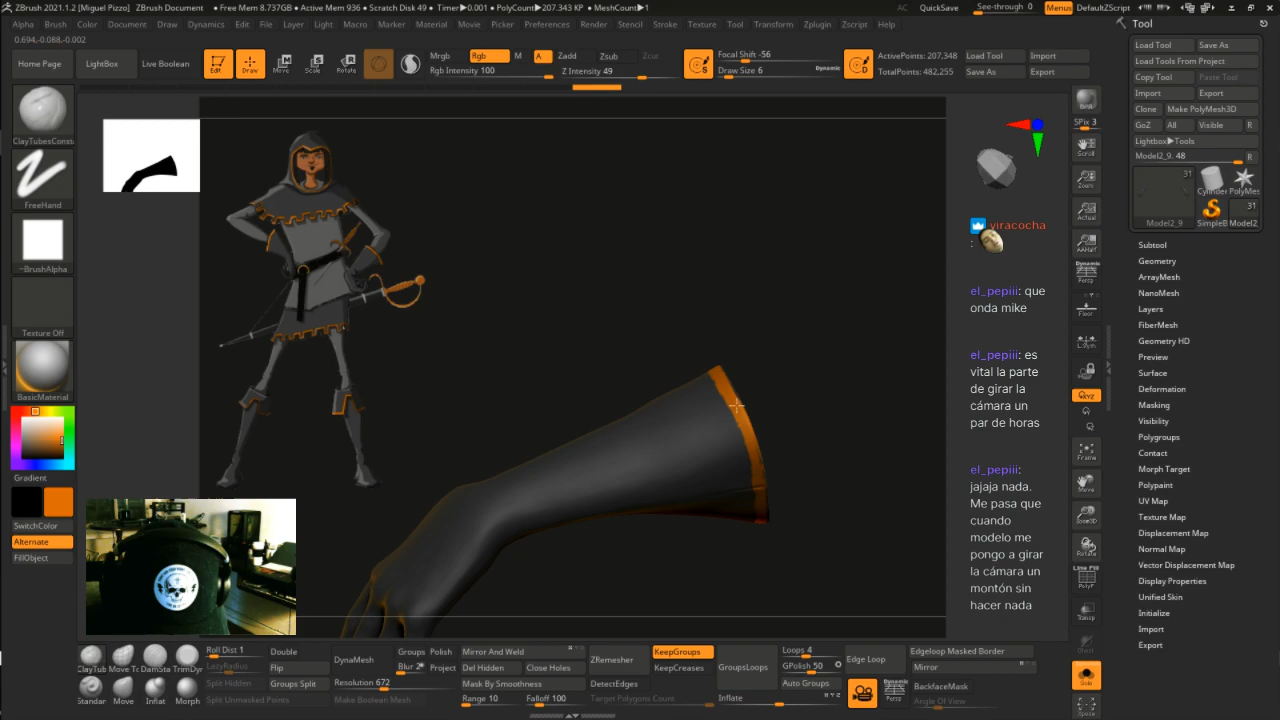 ZBrush 2021.1.2 [Miguel Pizzo]   ZBrush Document   • Free Mem 8.737GB • Active Mem 936 • Scratch Disk 49 • Timer▶0.001 • PolyCount▶207.343 KP • MeshCount▶1   AC   QuickSave   See-through 0   Menus   DefaultZScript
Alpha Brush Color Document Draw Dynamics Edit File Layer Light Macro Marker Material Movie Picker Preferences Render Stencil Stroke Texture Tool Transform Zplugin Zscript Help
0.694,-0.088,-0.002
Home Page LightBox Live Boolean Edit Draw Move Scale Rotate
Mrgb Rgb M A Zadd Zsub Zcut
Rgb Intensity 100 Z Intensity 49
Focal Shift -56
Draw Size 6 Dynamic
ActivePoints: 207,348 Load Tool Import
TotalPoints: 482,255 Save As Export
Tool
Load Tool Save As
Load Tools From Project
Copy Tool Paste Tool
Import Export
Clone Make PolyMesh3D
GoZ All Visible R
Lightbox▶Tools
Model2_9. 48 R
31
Cylinder PolyMes
31
Model2_9 SimpleB Model2
Subtool
Geometry
ArrayMesh
NanoMesh
Layers
FiberMesh
Geometry HD
Preview
Surface
Deformation
Masking
Visibility
Polygroups
Contact
Morph Target
Polypaint
UV Map
Texture Map
Displacement Map
Normal Map
Vector Displacement Map
Display Properties
Unified Skin
Initialize
Import
Export
ClayTubesConst
FreeHand
~BrushAlpha
Texture Off
BasicMaterial
Gradient
SwitchColor
Alternate
FillObject
SPix 3
Scroll
Zoom
Actual
AAHalf
Dynamic
Persp
Floor
L.Sym
XYZ
Frame
Move
Zoom3D
Rotate
Line Fill
PolyF
Transp
Solo
Xpose
viracocha
:
el_pepiii: que
onda mike
el_pepiii: es
vital la parte
de girar la
cámara un
par de horas
el_pepiii:
jajaja nada.
Me pasa que
cuando
modelo me
pongo a girar
la cámara un
montón sin
hacer nada
ClayTub Move To DamSta TrimDyr
Standar Move Inflat Morph
Roll Dist 1 Double
LazyRadius Flip
Split Hidden Groups Split
Split Unmasked Points
DynaMesh Groups Polish
Blur 2 Project
Resolution 672
Make Boolean Mesh
Mirror And Weld
Del Hidden Close Holes
Mask By Smoothness
Range 10 Falloff 100
ZRemesher KeepGroups
KeepCreases
DetectEdges
Target Polygons Count
GroupsLoops
Inflate
Loops 4
GPolish 50
Auto Groups
Edge Loop Edgeloop Masked Border
Mirror
Dynamic
Persp
BackfaceMask
Angle Of View